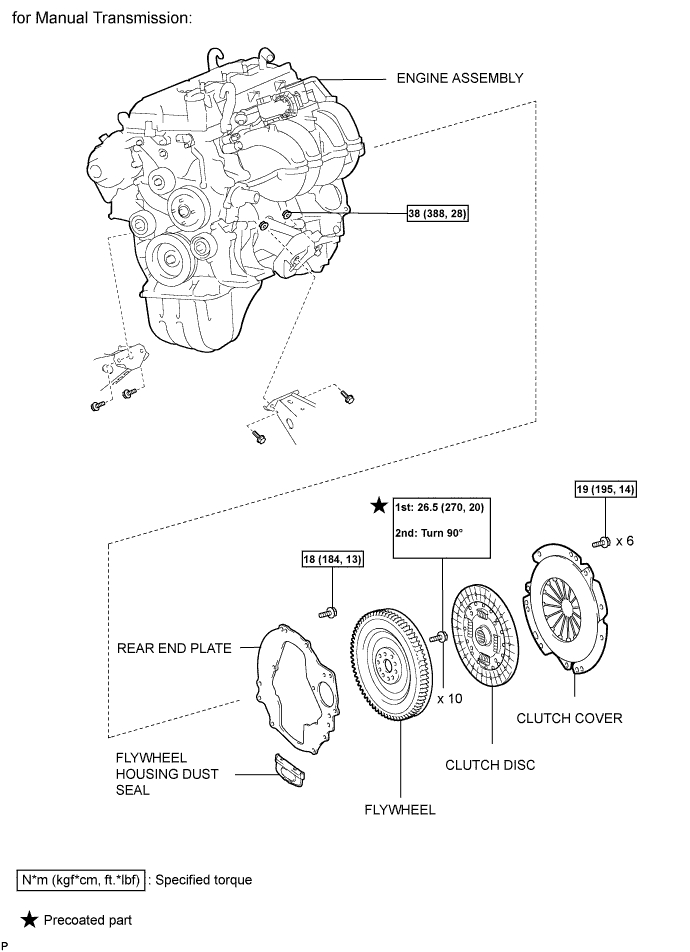 for Manual Transmission:
ENGINE ASSEMBLY
38 (388, 28)
19 (195, 14)
x 6
★ 1st: 26.5 (270, 20)
2nd: Turn 90°
18 (184, 13)
REAR END PLATE
x 10
CLUTCH COVER
CLUTCH DISC
FLYWHEEL
HOUSING DUST
SEAL
FLYWHEEL
N*m (kgf*cm, ft.*lbf) : Specified torque
★ Precoated part
P